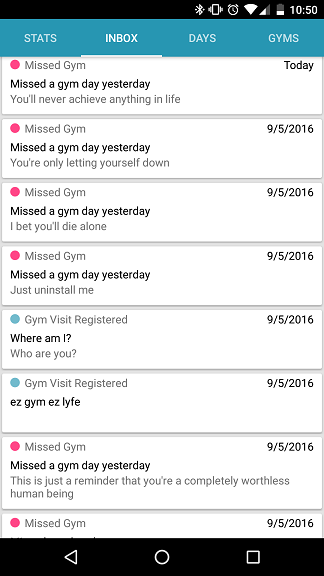 10:50
STATS INBOX DAYS GYMS
Missed Gym Today
Missed a gym day yesterday
You'll never achieve anything in life
Missed Gym 9/5/2016
Missed a gym day yesterday
You're only letting yourself down
Missed Gym 9/5/2016
Missed a gym day yesterday
I bet you'll die alone
Missed Gym 9/5/2016
Missed a gym day yesterday
Just uninstall me
Gym Visit Registered 9/5/2016
Where am I?
Who are you?
Gym Visit Registered 9/5/2016
ez gym ez lyfe
Missed Gym 9/5/2016
Missed a gym day yesterday
This is just a reminder that you're a completely worthless
human being
Missed Gym 9/5/2016